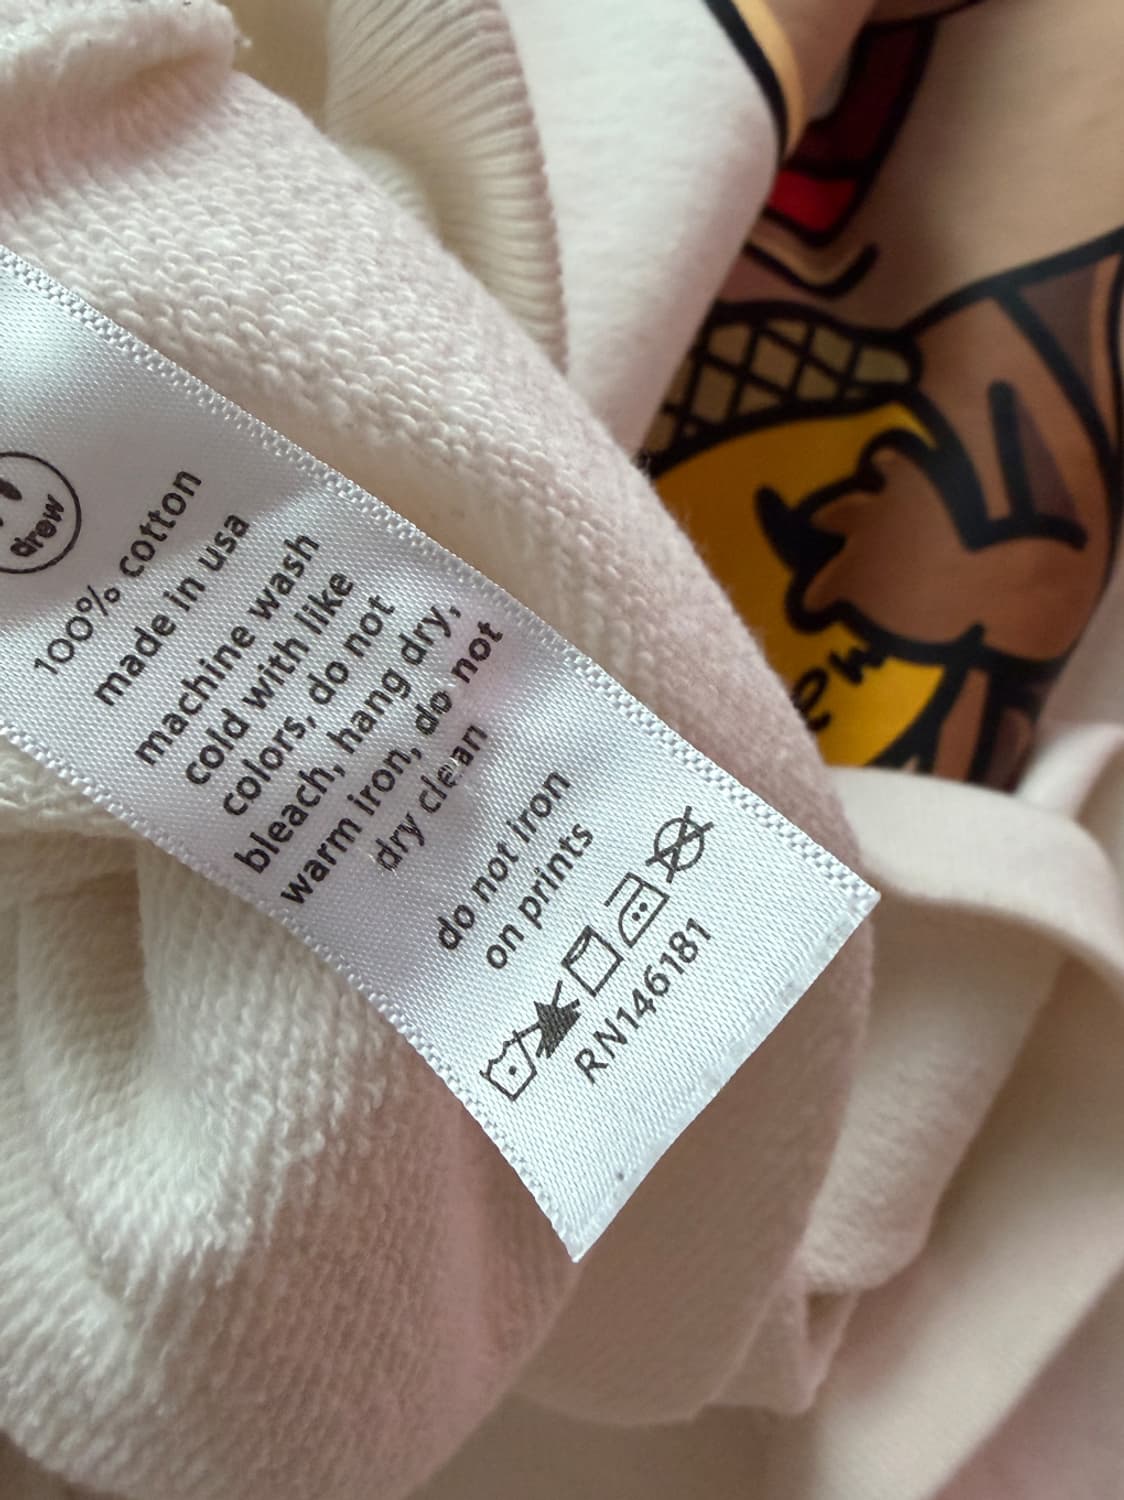 drew
100% cotton
made in usa
machine wash
cold with like
colors, do not
bleach, hang dry,
warm iron, do not
dry clean
do not iron
on prints
RN146181
ew